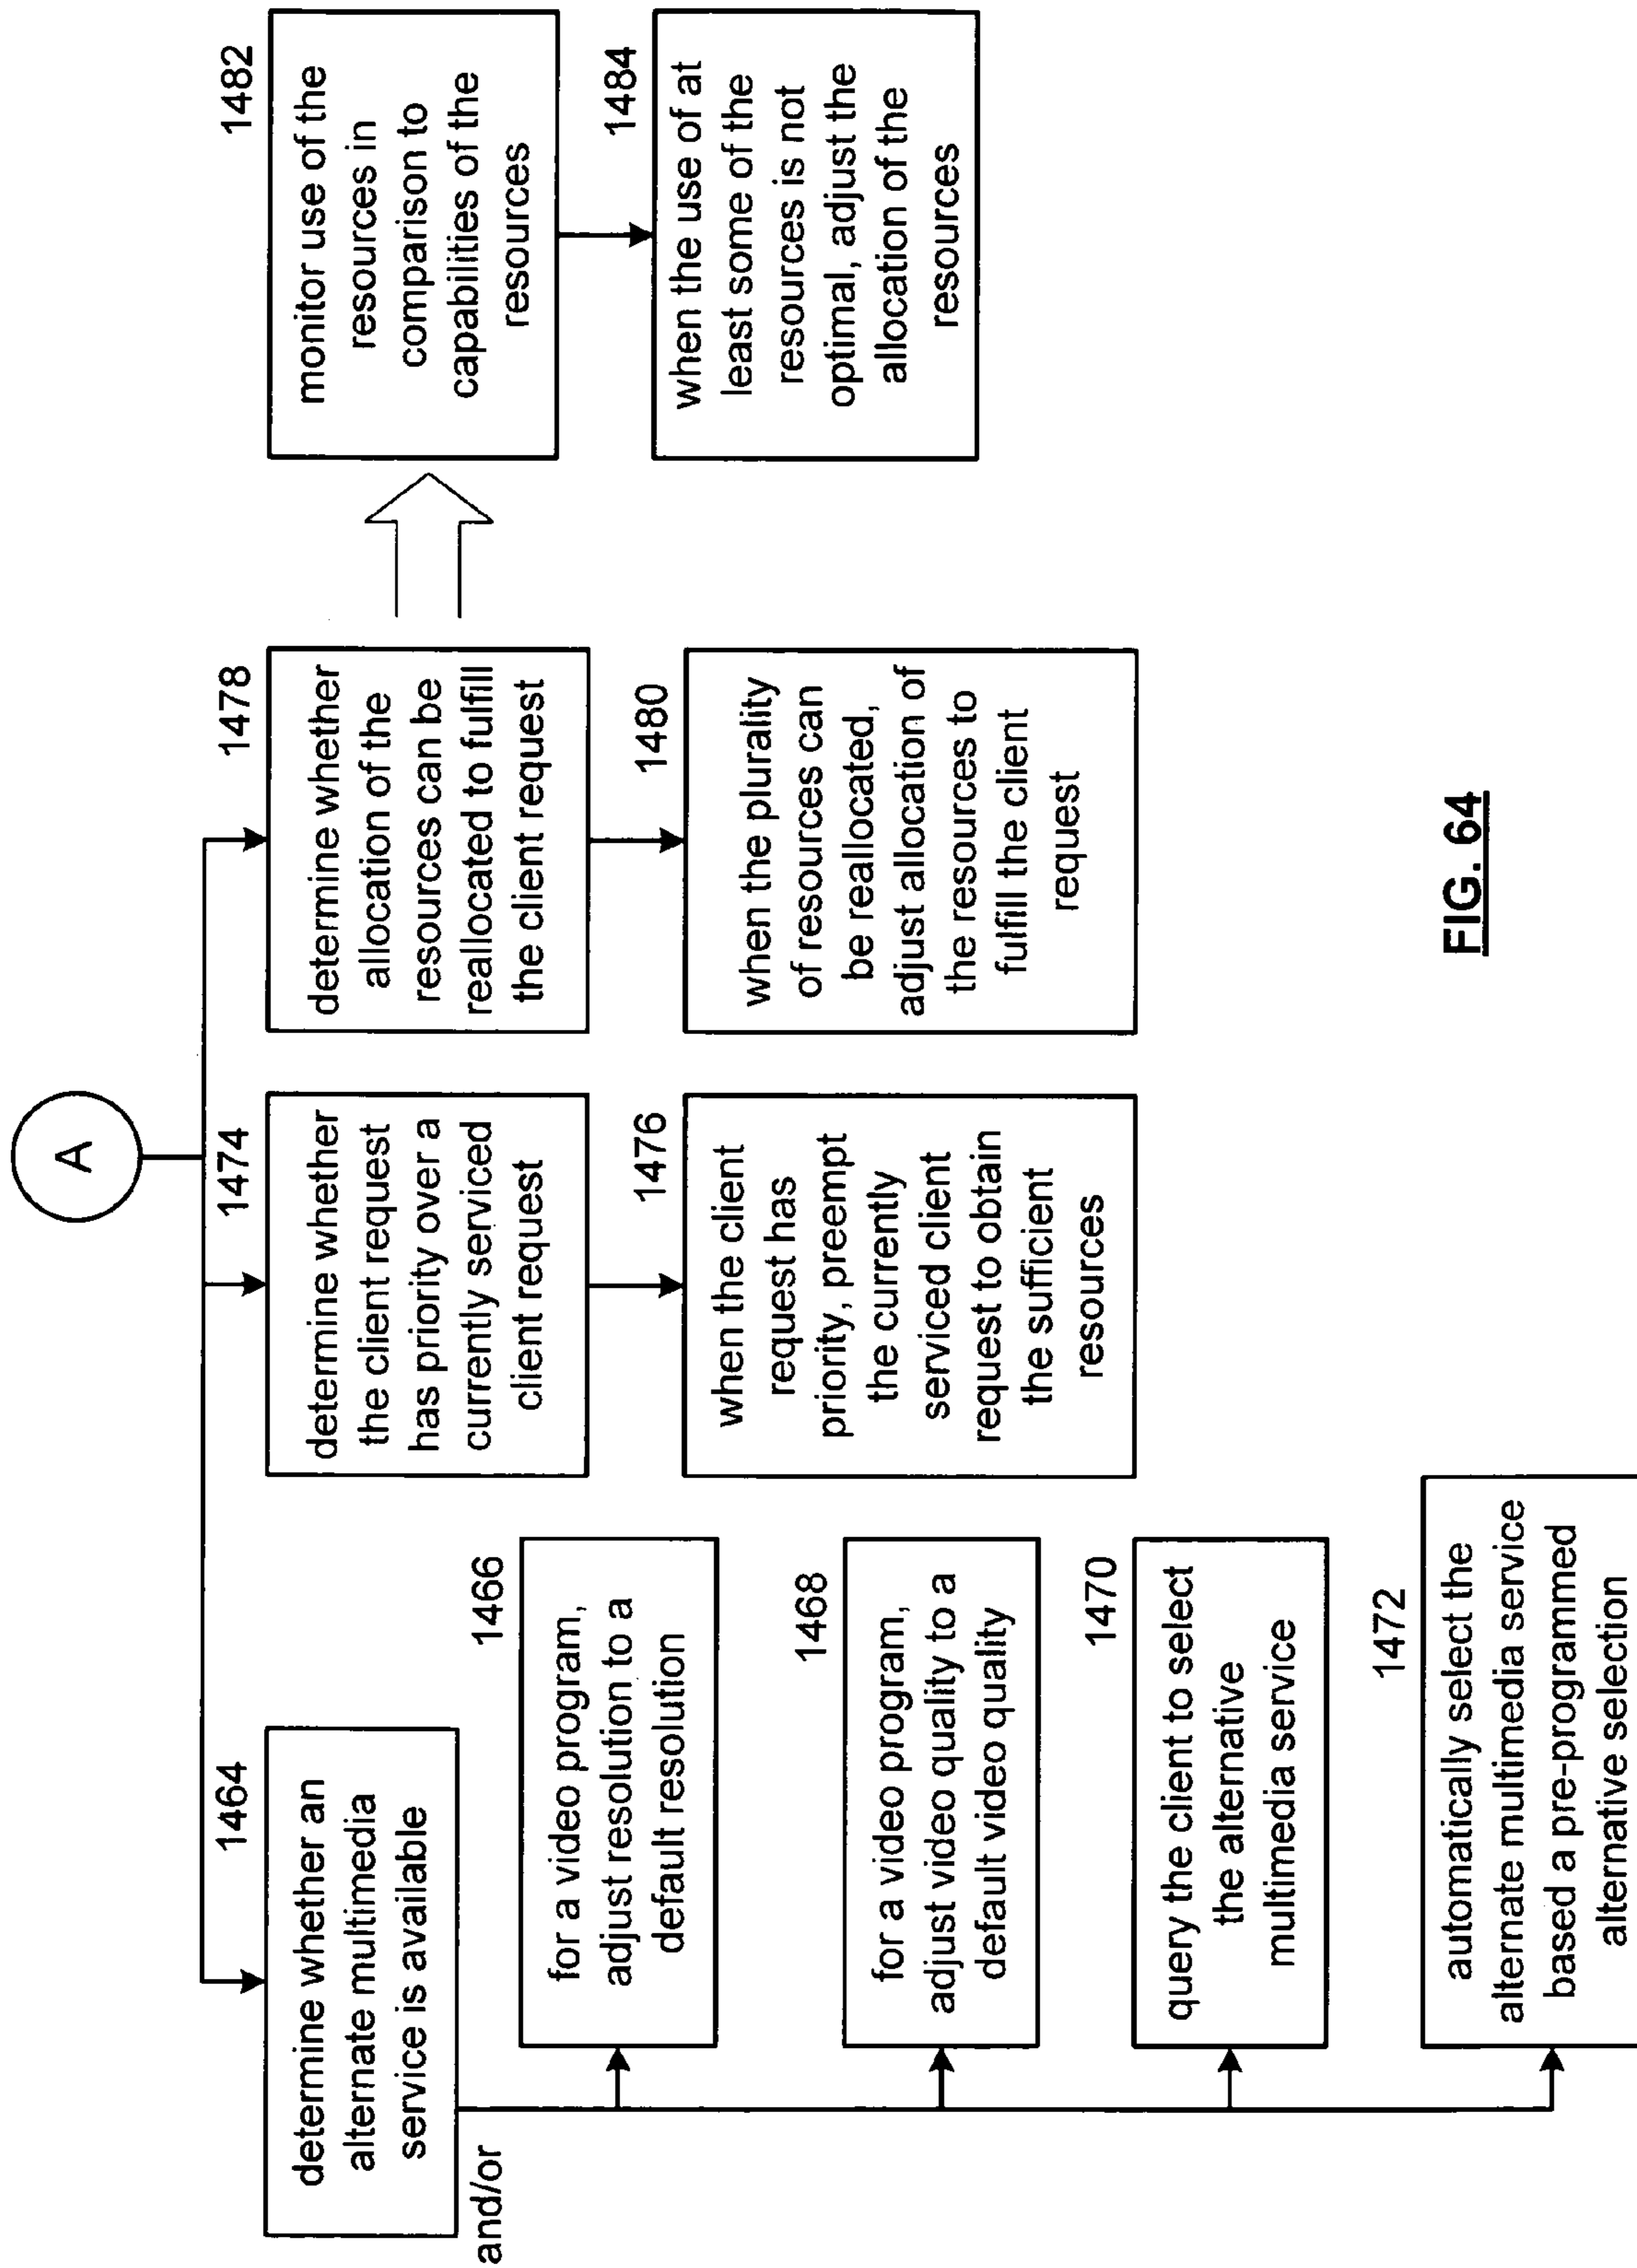 A
1464
determine whether an
alternate multimedia
service is available
and/or
1466
for a video program,
adjust resolution to a
default resolution
1468
for a video program,
adjust video quality to a
default video quality
1470
query the client to select
the alternative
multimedia service
1472
automatically select the
alternate multimedia service
based a pre-programmed
alternative selection
1474
determine whether
the client request
has priority over a
currently serviced
client request
1476
when the client
request has
priority, preempt
the currently
serviced client
request to obtain
the sufficient
resources
1478
determine whether
allocation of the
resources can be
reallocated to fulfill
the client request
1480
when the plurality
of resources can
be reallocated,
adjust allocation of
the resources to
fulfill the client
request
1482
monitor use of the
resources in
comparison to
capabilities of the
resources
1484
when the use of at
least some of the
resources is not
optimal, adjust the
allocation of the
resources
FIG. 64